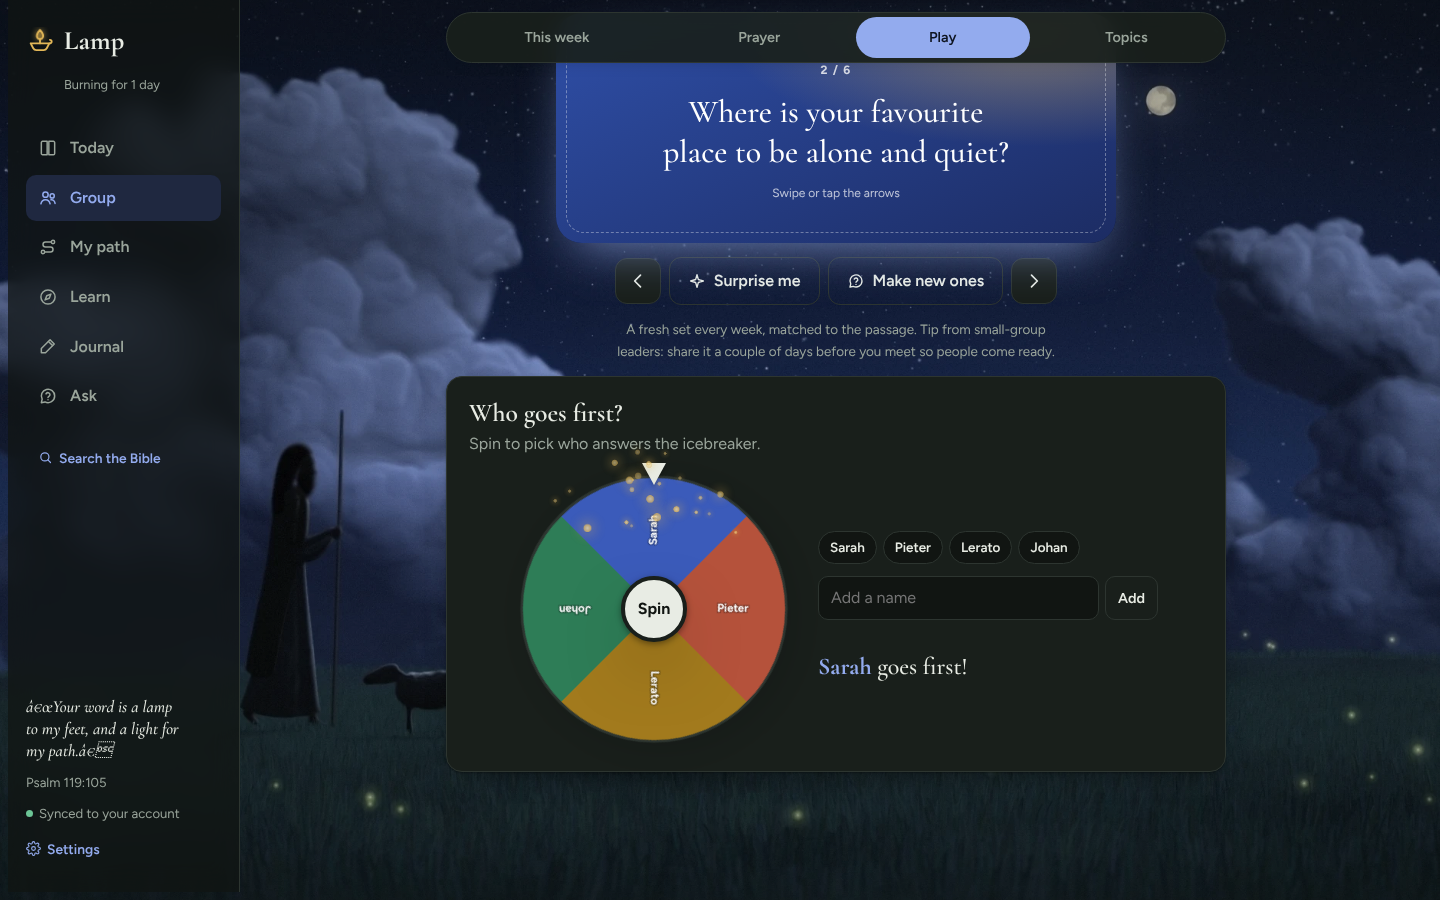 Lamp
Burning for 1 day
Today
Group
My path
Learn
Journal
Ask
Search the Bible
“Your word is a lamp
to my feet, and a light for
my path.â€
Psalm 119:105
Synced to your account
Settings
This week
Prayer
Play
Topics
2 / 6
Where is your favourite
place to be alone and quiet?
Swipe or tap the arrows
Surprise me
Make new ones
A fresh set every week, matched to the passage. Tip from small-group
leaders: share it a couple of days before you meet so people come ready.
Who goes first?
Spin to pick who answers the icebreaker.
Sarah
Johan
Spin
Pieter
Lerato
Sarah
Pieter
Lerato
Johan
Add a name
Add
Sarah goes first!